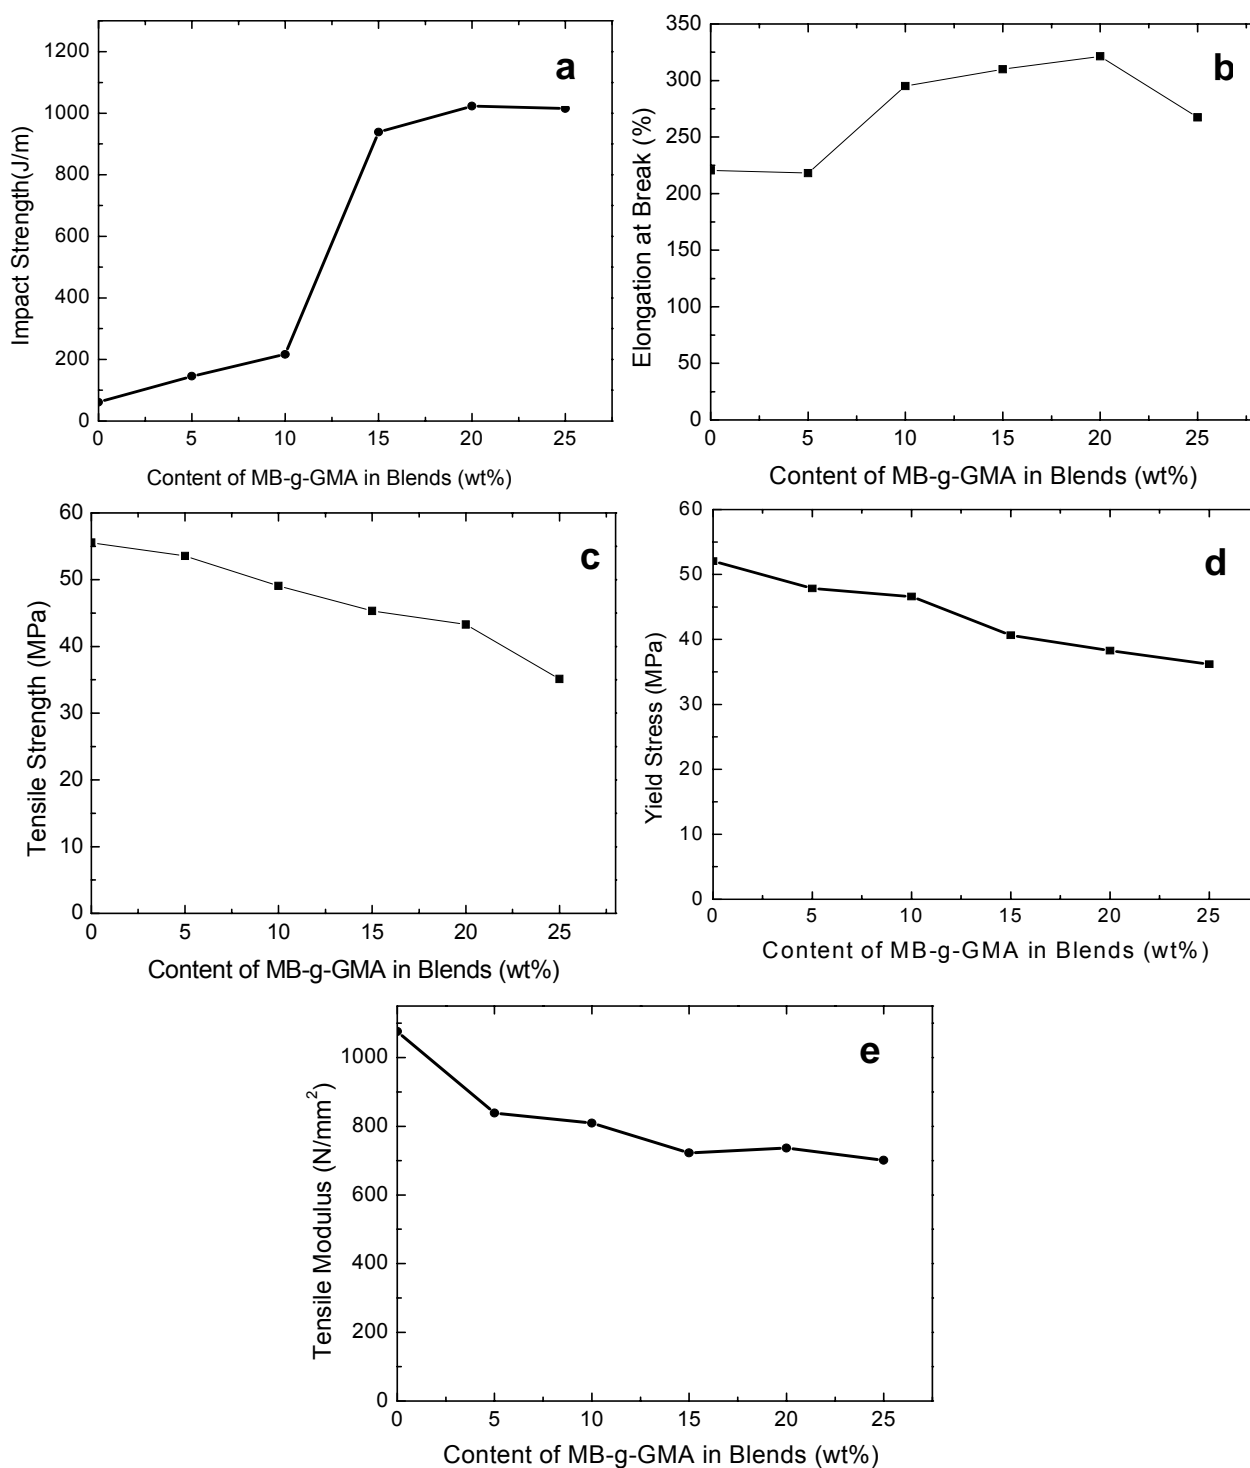 a
Impact Strength(J/m)
1200
1000
800
600
400
200
0
0 5 10 15 20 25
Content of MB-g-GMA in Blends (wt%)
b
Elongation at Break (%)
350
300
250
200
150
100
50
0
0 5 10 15 20 25
Content of MB-g-GMA in Blends (wt%)
c
Tensile Strength (MPa)
60
50
40
30
20
10
0
0 5 10 15 20 25
Content of MB-g-GMA in Blends (wt%)
d
Yield Stress (MPa)
60
50
40
30
20
10
0
0 5 10 15 20 25
Content of MB-g-GMA in Blends (wt%)
e
Tensile Modulus (N/mm²)
1000
800
600
400
200
0
0 5 10 15 20 25
Content of MB-g-GMA in Blends (wt%)